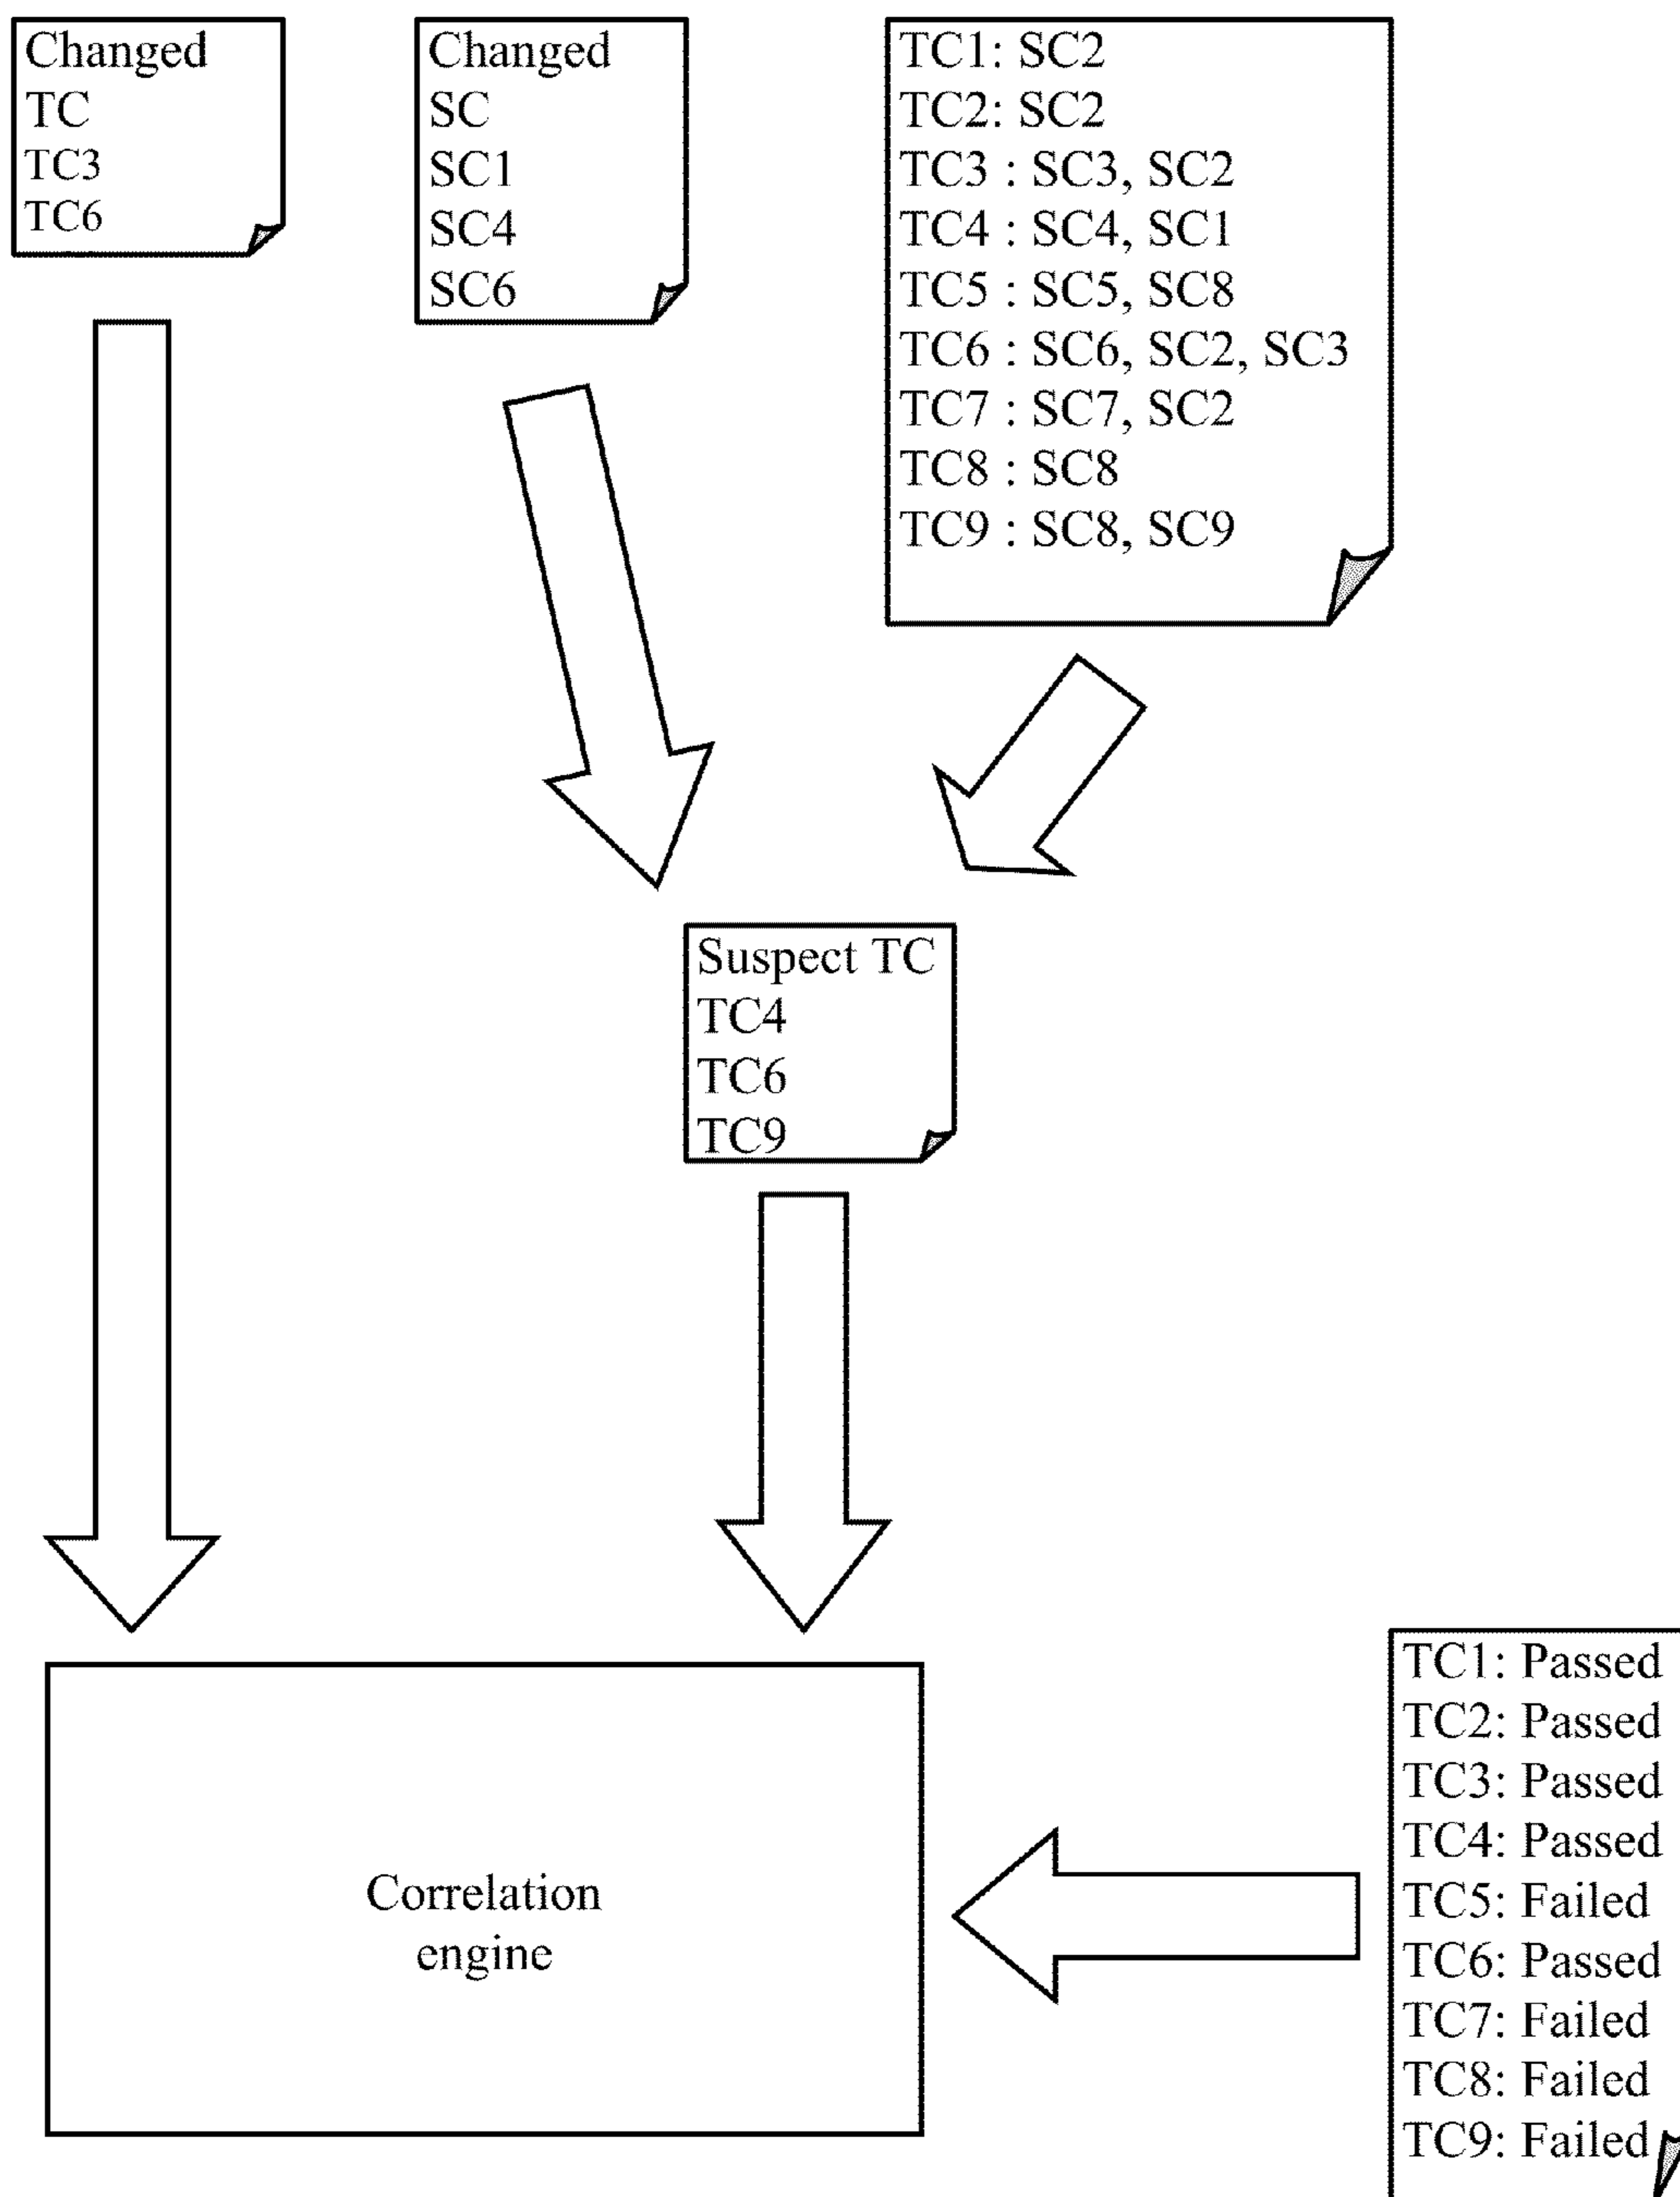 Changed
TC
TC3
TC6
Changed
SC
SC1
SC4
SC6
TC1: SC2
TC2: SC2
TC3 : SC3, SC2
TC4 : SC4, SC1
TC5 : SC5, SC8
TC6 : SC6, SC2, SC3
TC7 : SC7, SC2
TC8 : SC8
TC9 : SC8, SC9
Suspect TC
TC4
TC6
TC9
Correlation
engine
TC1: Passed
TC2: Passed
TC3: Passed
TC4: Passed
TC5: Failed
TC6: Passed
TC7: Failed
TC8: Failed
TC9: Failed